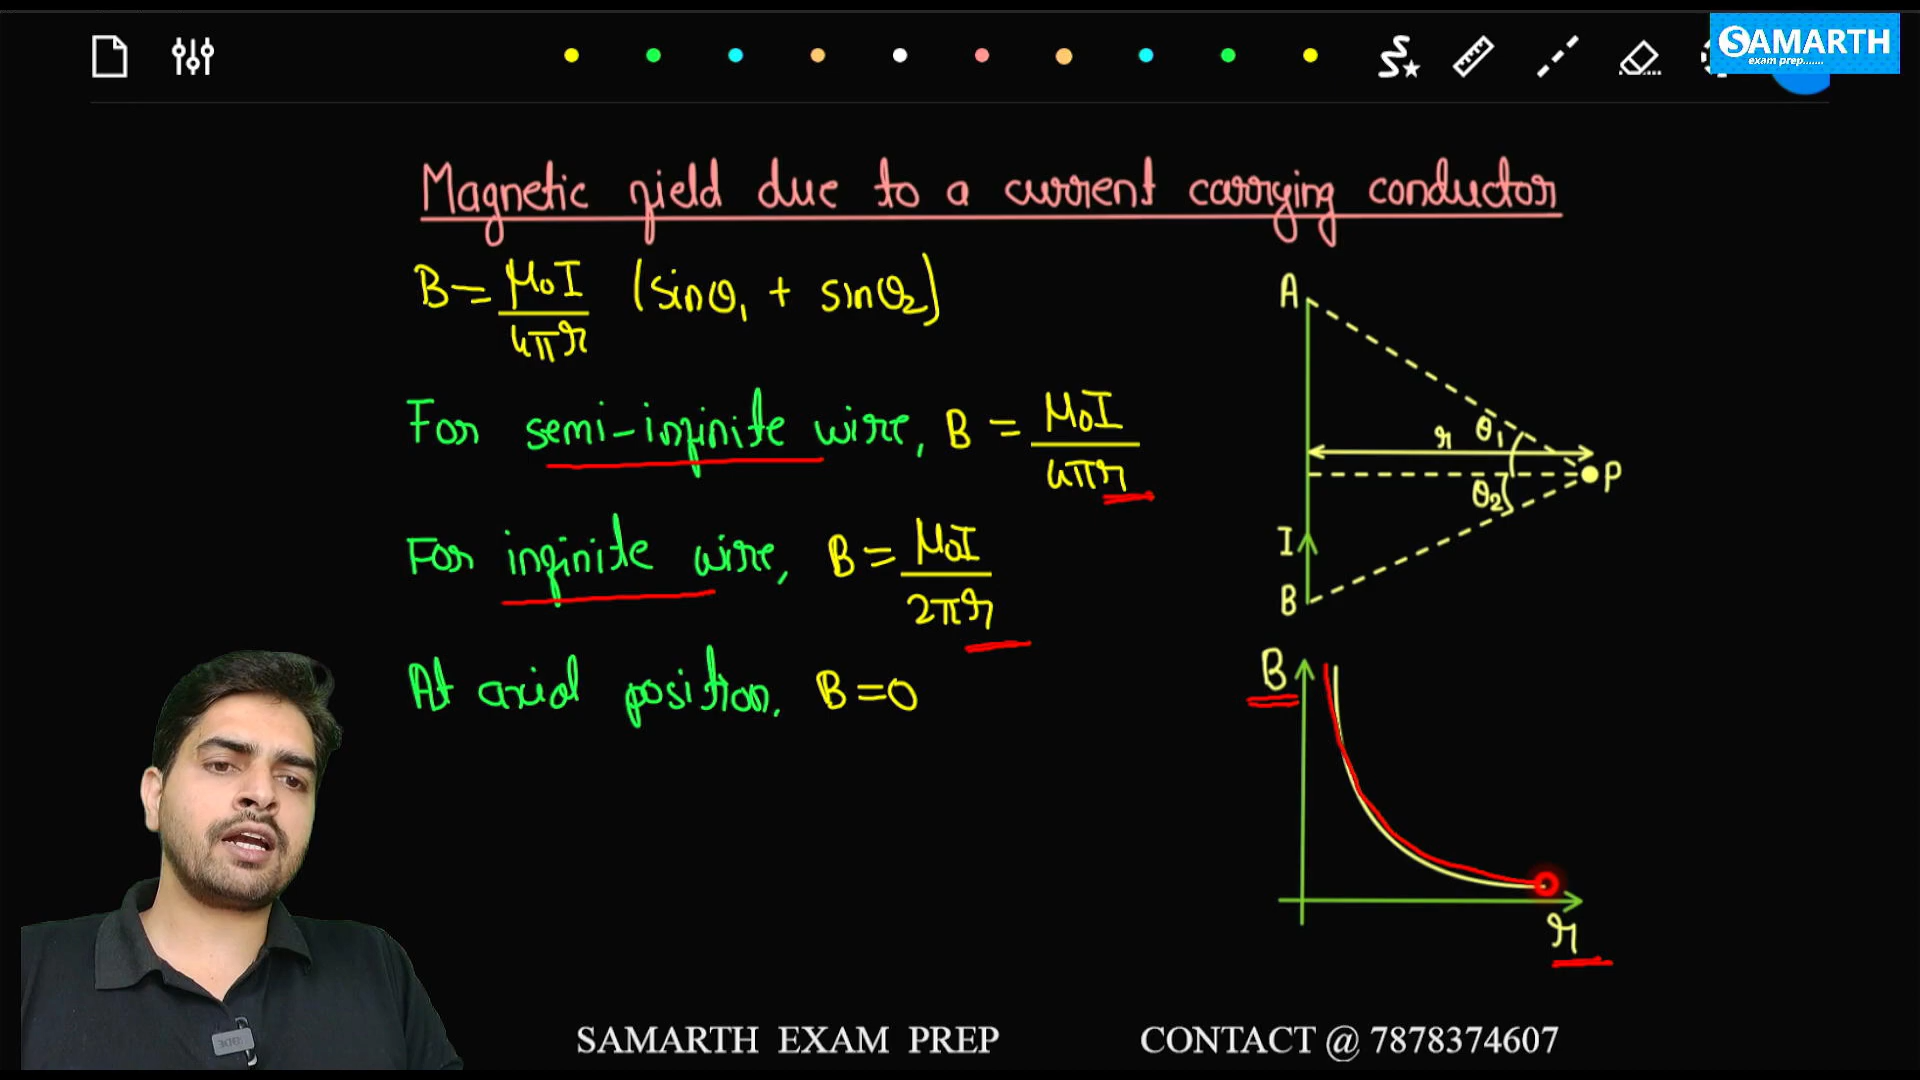 SAMARTH
exam prep.......
Magnetic field due to a current carrying conductor
B = μ₀I / 4πr (sinθ₁ + sinθ₂)
For semi-infinite wire, B = μ₀I / 4πr
For infinite wire, B = μ₀I / 2πr
At axial position, B = 0
A
θ₁
r
P
θ₂
I
B
B
r
SAMARTH EXAM PREP
CONTACT @ 7878374607